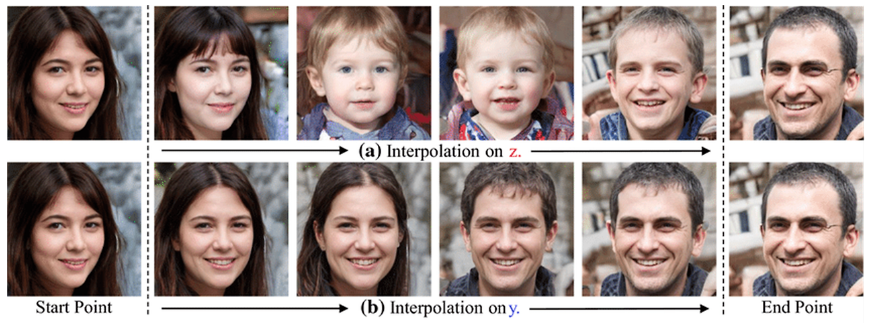 (a) Interpolation on z.
Start Point
(b) Interpolation on y.
End Point